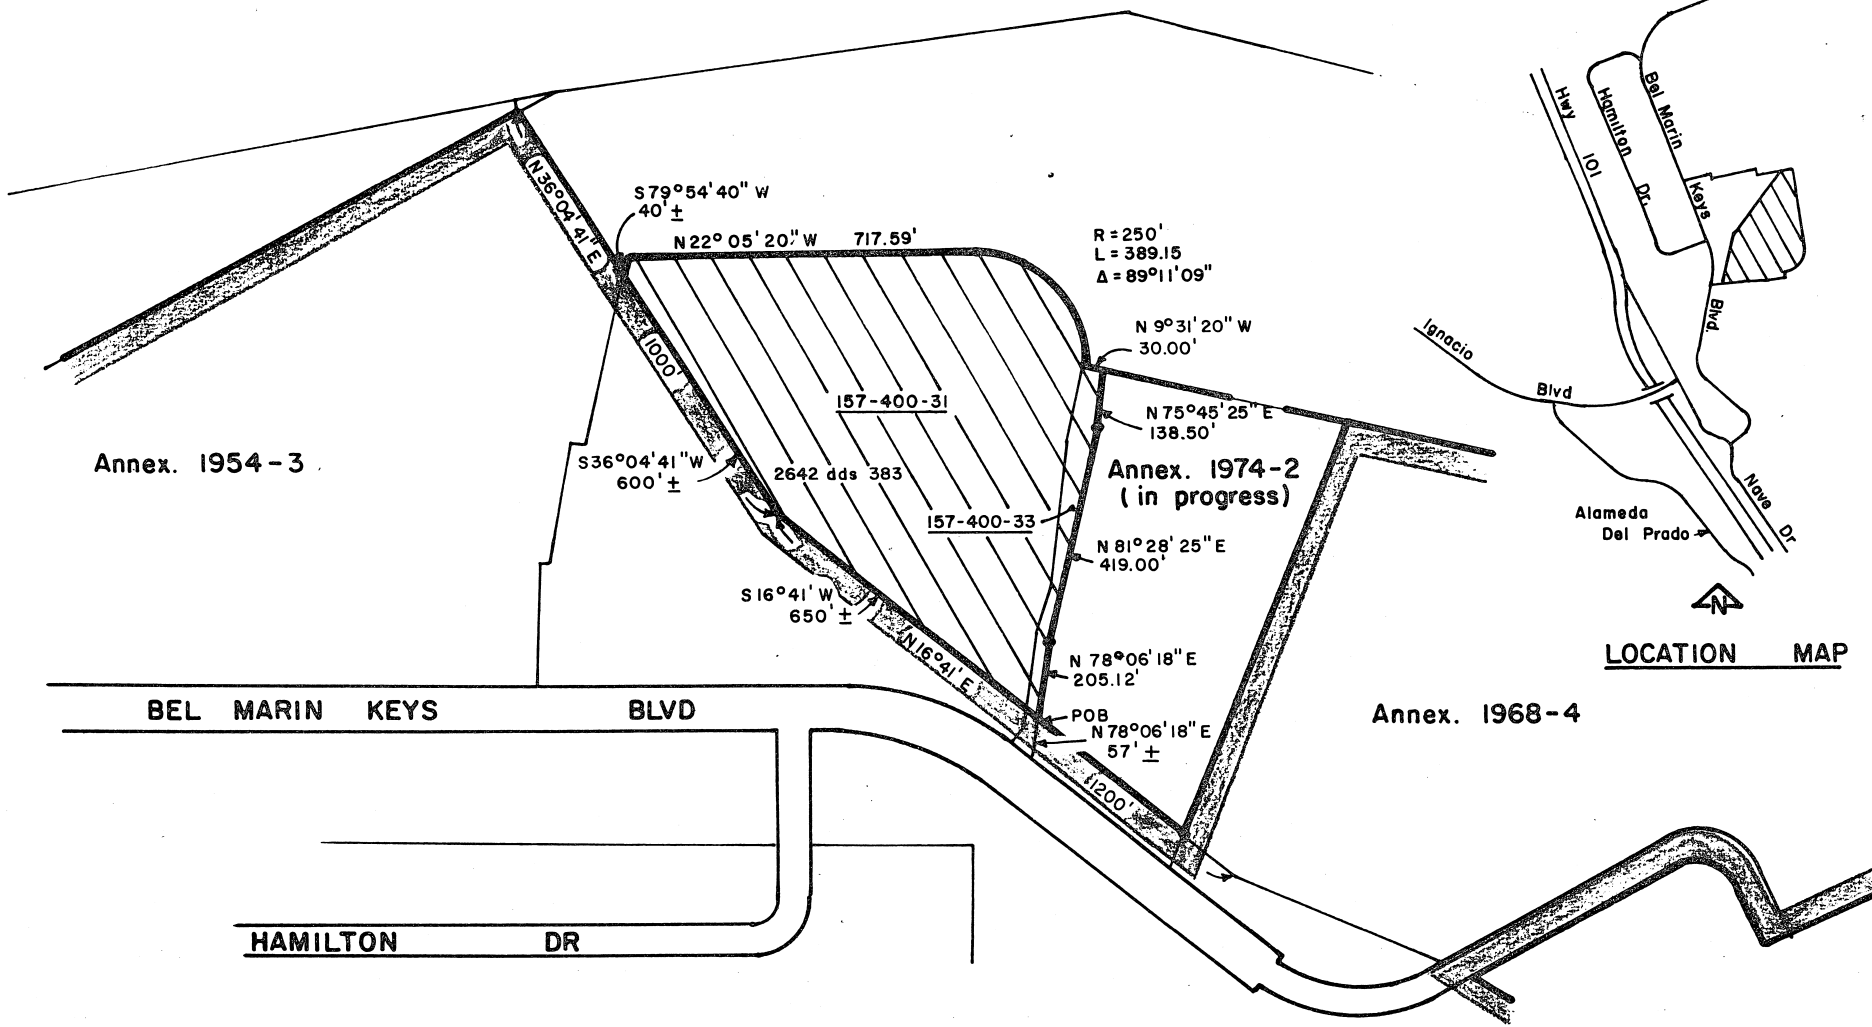 N 36°04' 41" E
S 79°54'40" W
40' ±
N 22° 05' 20" W 717.59'
R = 250'
L = 389.15
Δ = 89°11'09"
N 9°31'20" W
30.00'
1000'
157-400-31
N 75°45'25" E
138.50'
Annex. 1954-3
S36°04'41"W
600' ±
2642 dds 383
Annex. 1974-2
(in progress)
157-400-33
N 81°28'25" E
419.00'
S 16°41' W
650' ±
N 16°41' E
N 78°06'18" E
205.12'
POB
N 78°06'18" E
57' ±
1200'
Annex. 1968-4
BEL MARIN KEYS BLVD
HAMILTON DR
Hwy 101
Hamilton Dr.
Bel Marin Keys Blvd.
Ignacio Blvd
Alameda
Del Prado
Nave Dr
N
LOCATION MAP